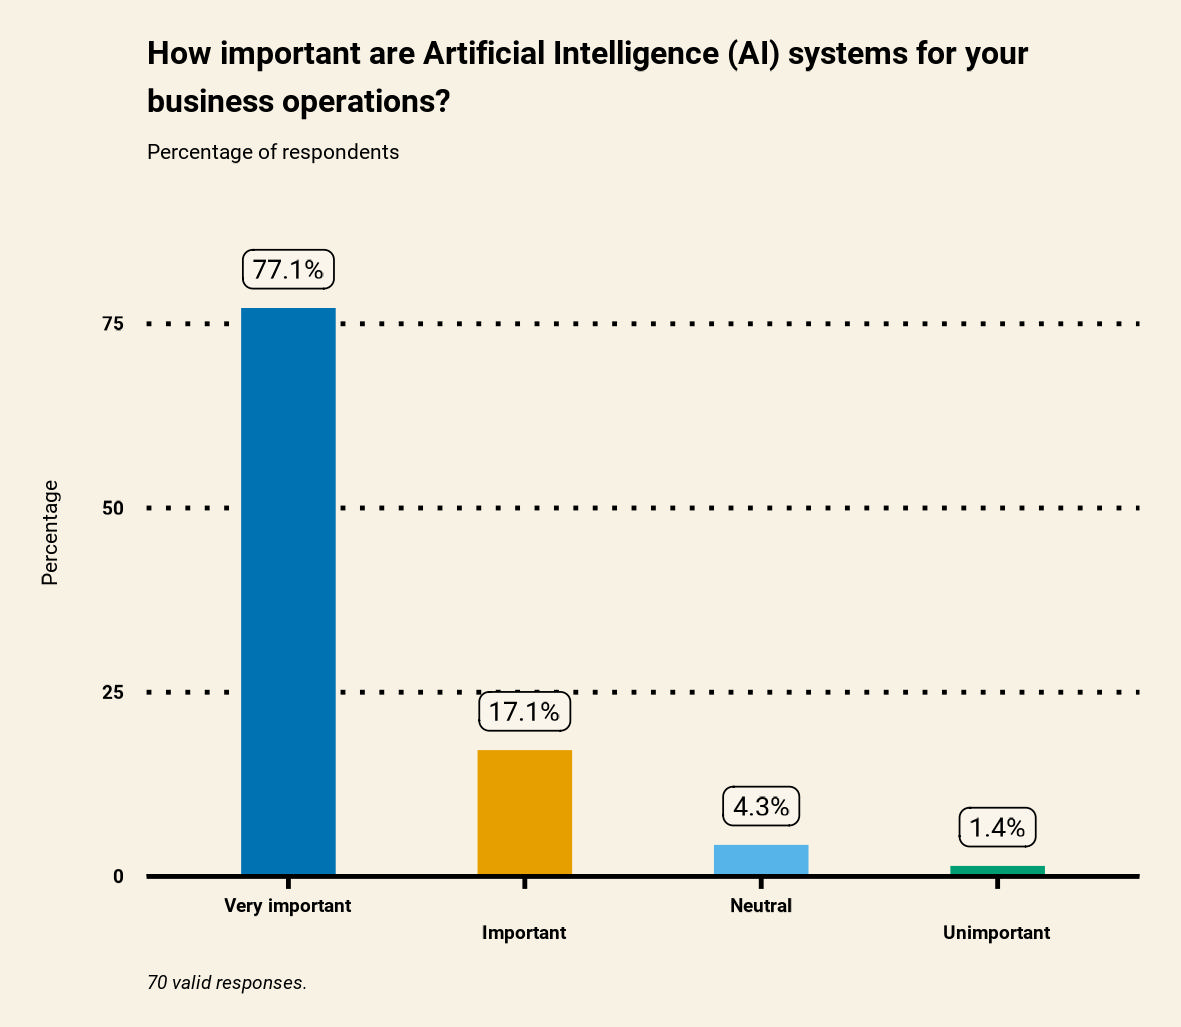 How important are Artificial Intelligence (AI) systems for your
business operations?
Percentage of respondents
77.1%
75
50
Percentage
25
17.1%
4.3%
1.4%
0
Very important
Neutral
Important
Unimportant
70 valid responses.